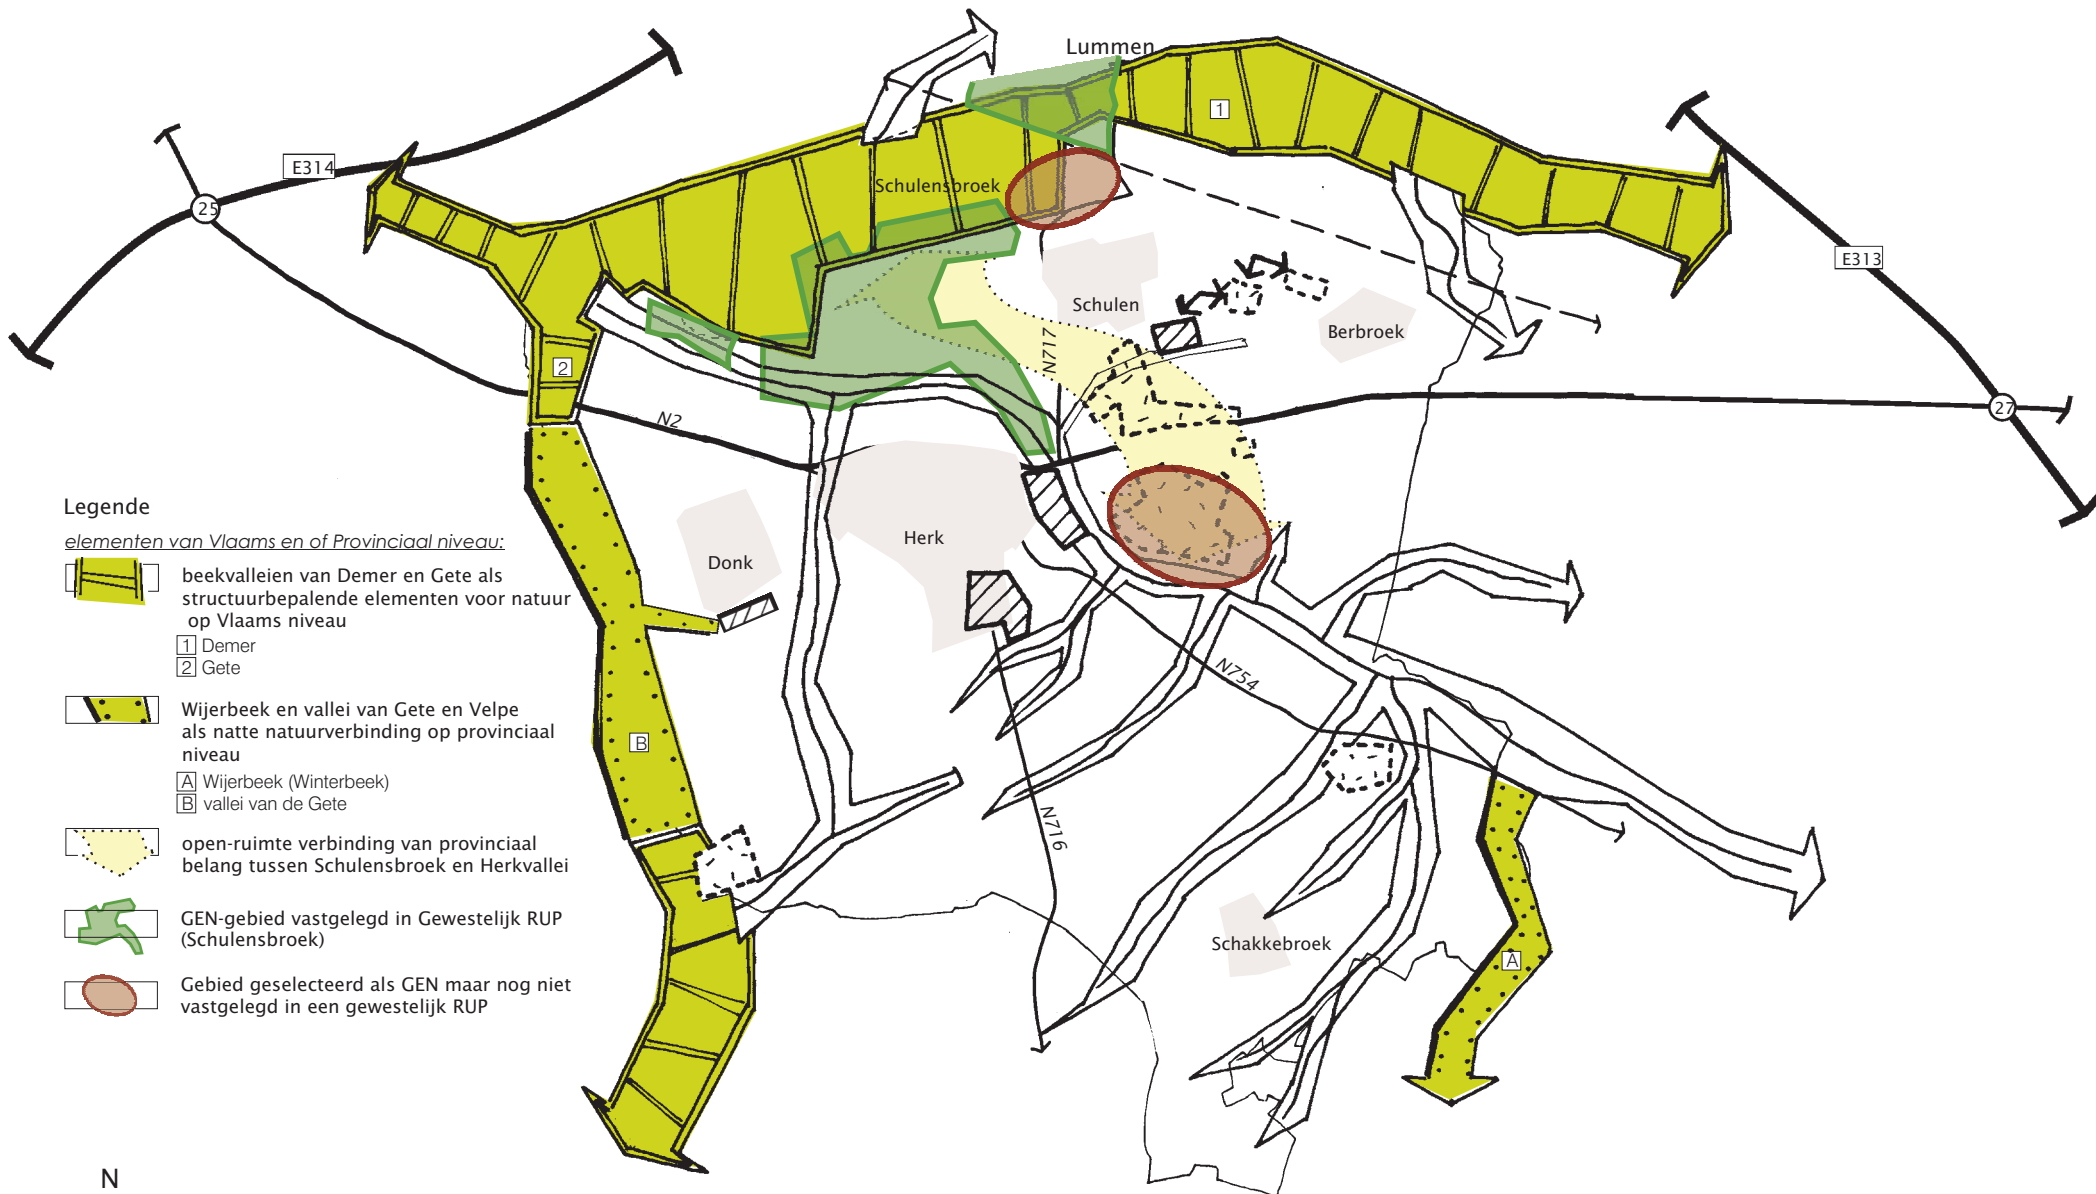 Lummen
1
E314
25
Schulensbroek
E313
Schulen
Berbroek
N717
2
27
N2
Herk
Donk
N754
B
N716
Schakkebroek
A
Legende
elementen van Vlaams en of Provinciaal niveau:
beekvalleien van Demer en Gete als
structuurbepalende elementen voor natuur
op Vlaams niveau
1 Demer
2 Gete
Wijerbeek en vallei van Gete en Velpe
als natte natuurverbinding op provinciaal
niveau
A Wijerbeek (Winterbeek)
B vallei van de Gete
open-ruimte verbinding van provinciaal
belang tussen Schulensbroek en Herkvallei
GEN-gebied vastgelegd in Gewestelijk RUP
(Schulensbroek)
Gebied geselecteerd als GEN maar nog niet
vastgelegd in een gewestelijk RUP
N